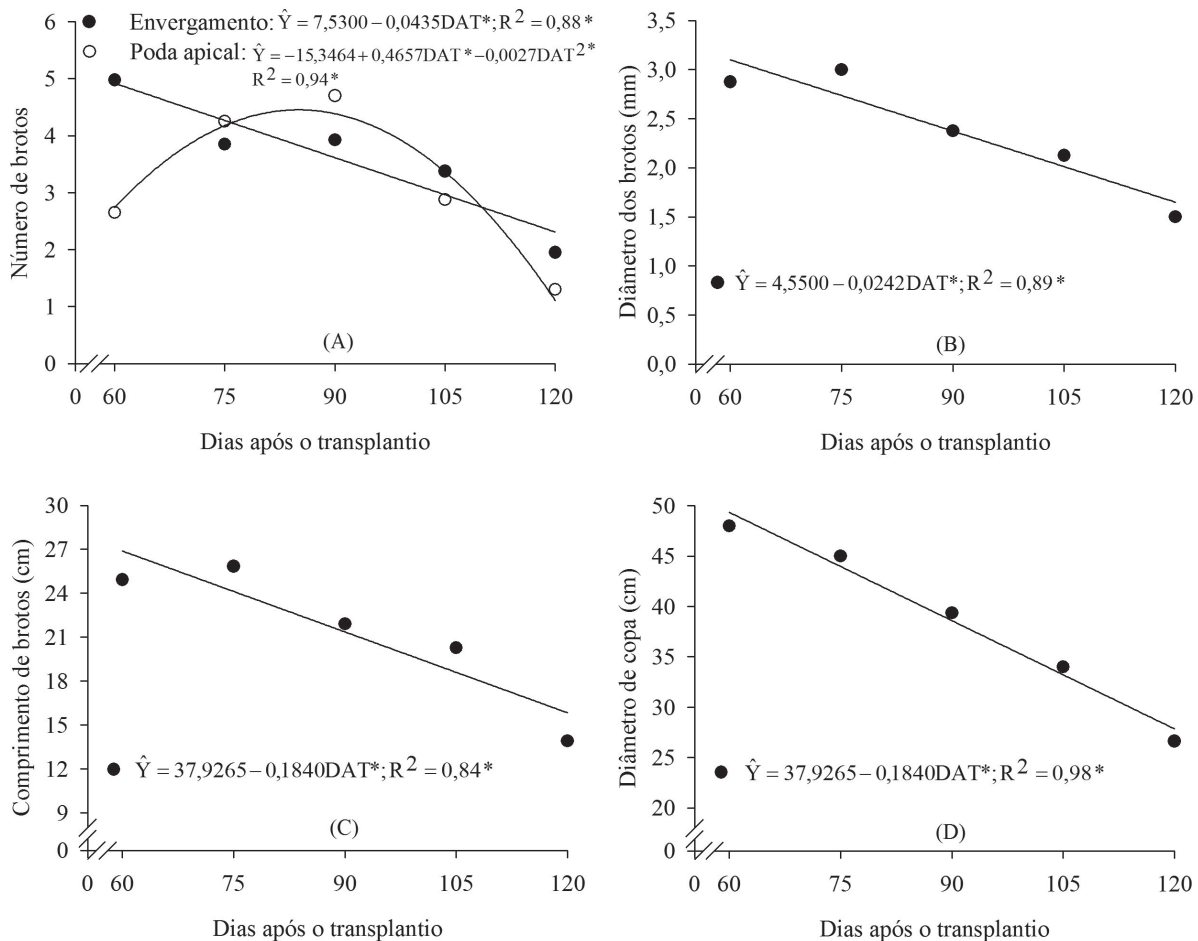 Envergamento: Ŷ = 7,5300 – 0,0435DAT*; R² = 0,88*
Poda apical: Ŷ = –15,3464 + 0,4657DAT* – 0,0027DAT²*
R² = 0,94*
Número de brotos
6
5
4
3
2
1
0
(A)
0 60 75 90 105 120
Dias após o transplantio
Diâmetro dos brotos (mm)
3,5
3,0
2,5
2,0
1,5
1,0
0,5
0,0
Ŷ = 4,5500 – 0,0242DAT*; R² = 0,89*
(B)
0 60 75 90 105 120
Dias após o transplantio
Comprimento de brotos (cm)
30
27
24
21
18
15
12
9
0
Ŷ = 37,9265 – 0,1840DAT*; R² = 0,84*
(C)
0 60 75 90 105 120
Dias após o transplantio
Diâmetro de copa (cm)
50
45
40
35
30
25
20
0
Ŷ = 37,9265 – 0,1840DAT*; R² = 0,98*
(D)
0 60 75 90 105 120
Dias após o transplantio